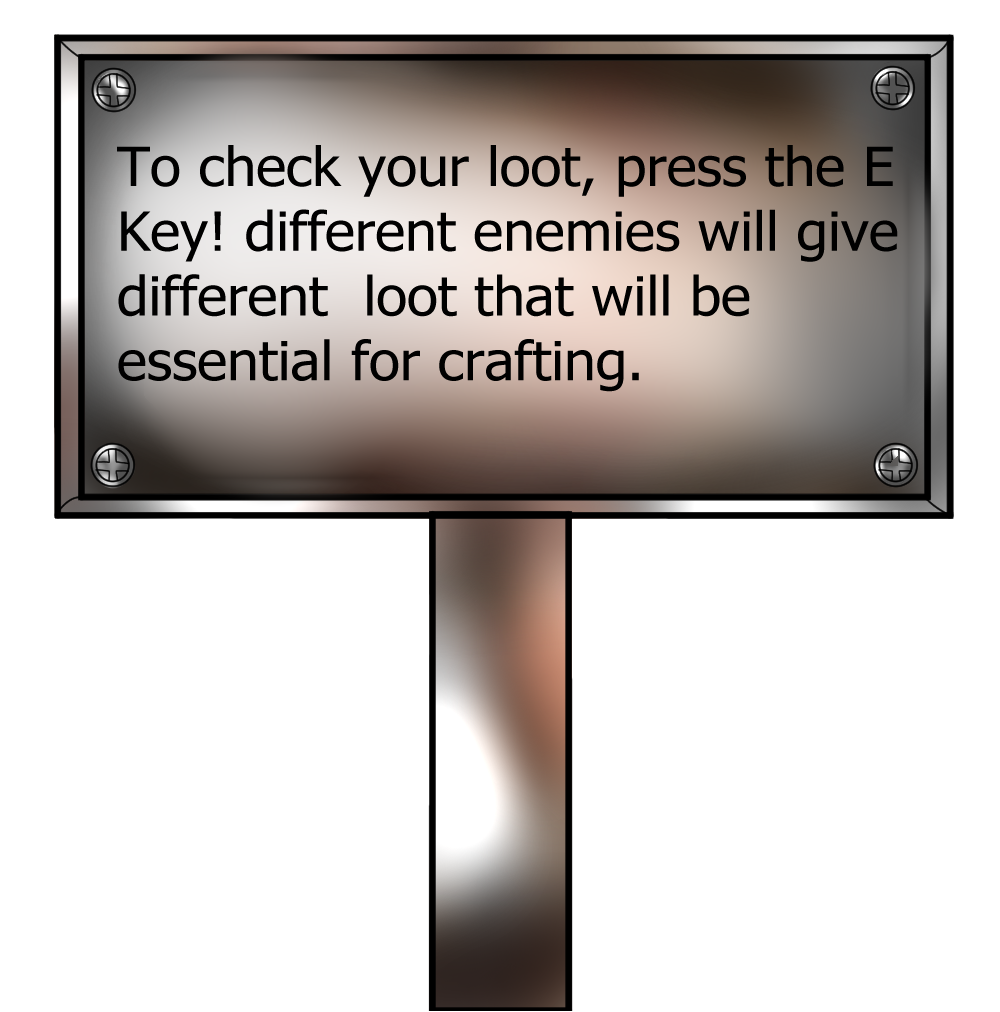 To check your loot, press the E
Key! different enemies will give
different  loot that will be
essential for crafting.